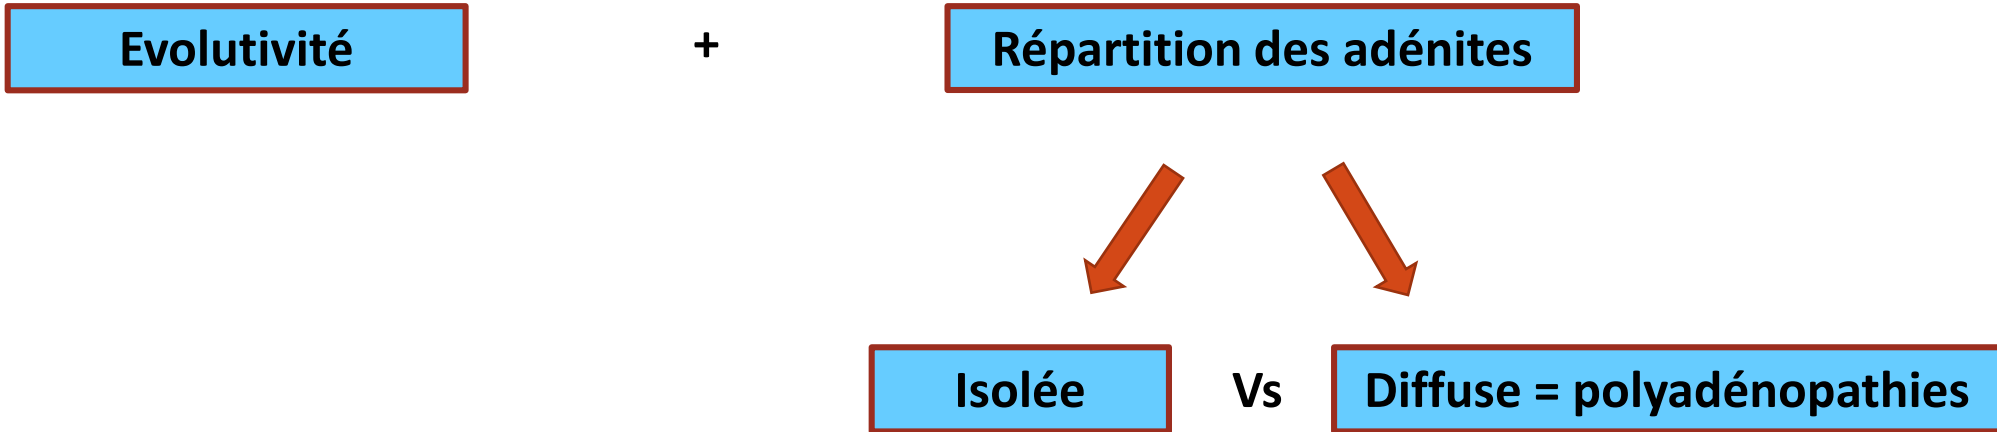 Evolutivité + Répartition des adénites
Isolée Vs Diffuse = polyadénopathies